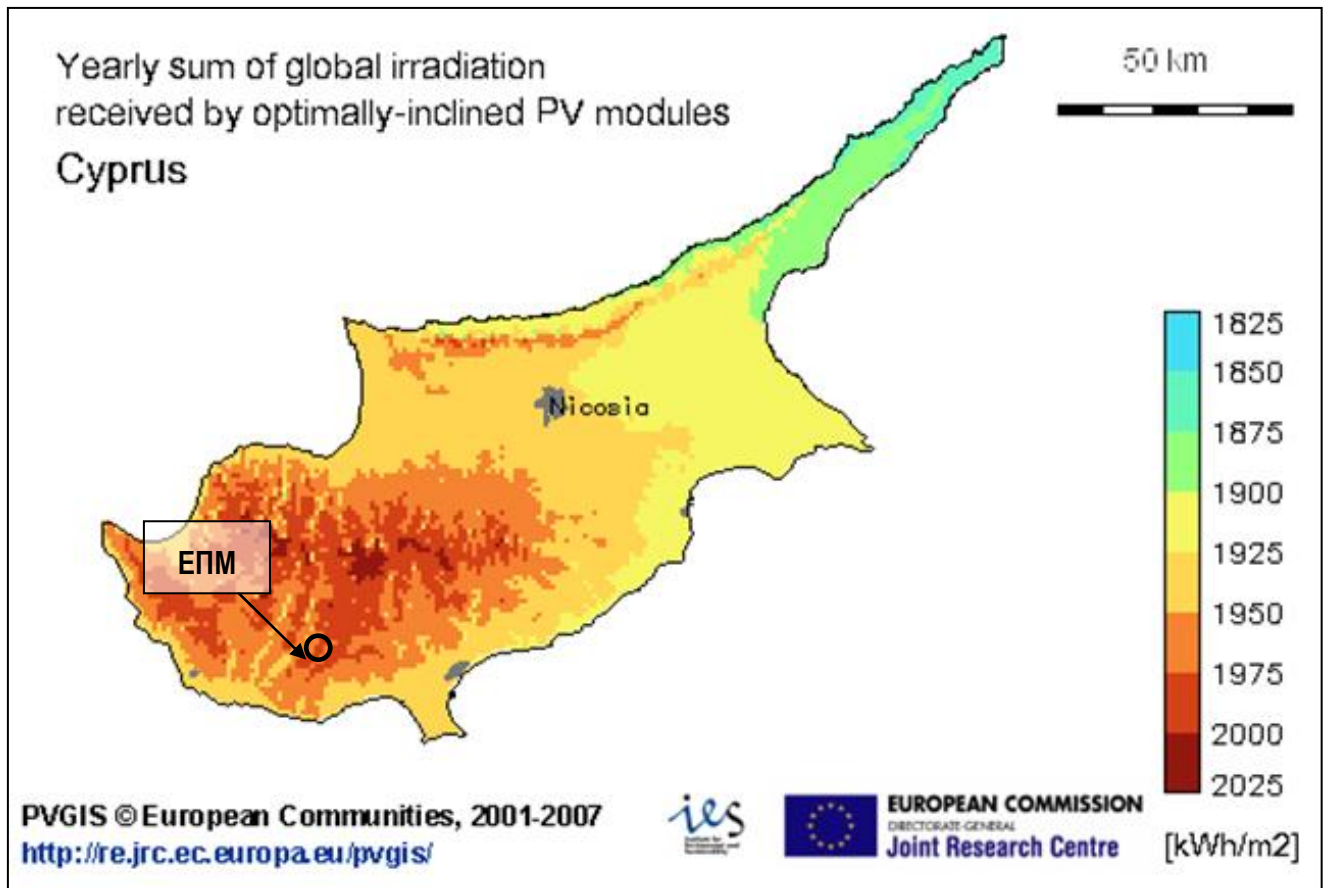 Yearly sum of global irradiation
received by optimally-inclined PV modules
Cyprus
50 km
Nicosia
ΕΠΜ
1825
1850
1875
1900
1925
1950
1975
2000
2025
[kWh/m2]
PVGIS © European Communities, 2001-2007
http://re.jrc.ec.europa.eu/pvgis/
ies
EUROPEAN COMMISSION
DIRECTORATE-GENERAL
Joint Research Centre